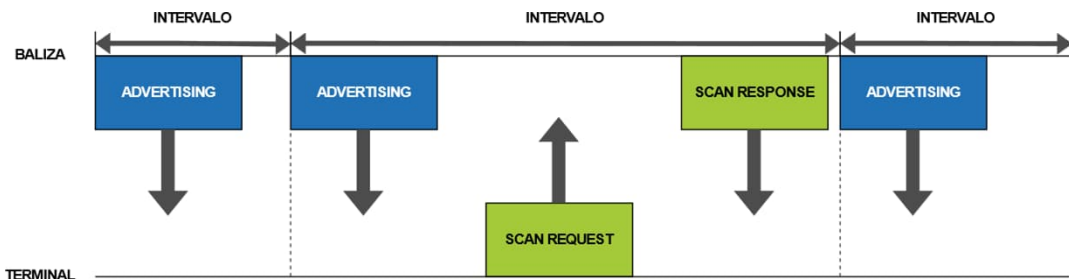 INTERVALO
INTERVALO
INTERVALO
BALIZA
ADVERTISING
ADVERTISING
SCAN RESPONSE
ADVERTISING
SCAN REQUEST
TERMINAL